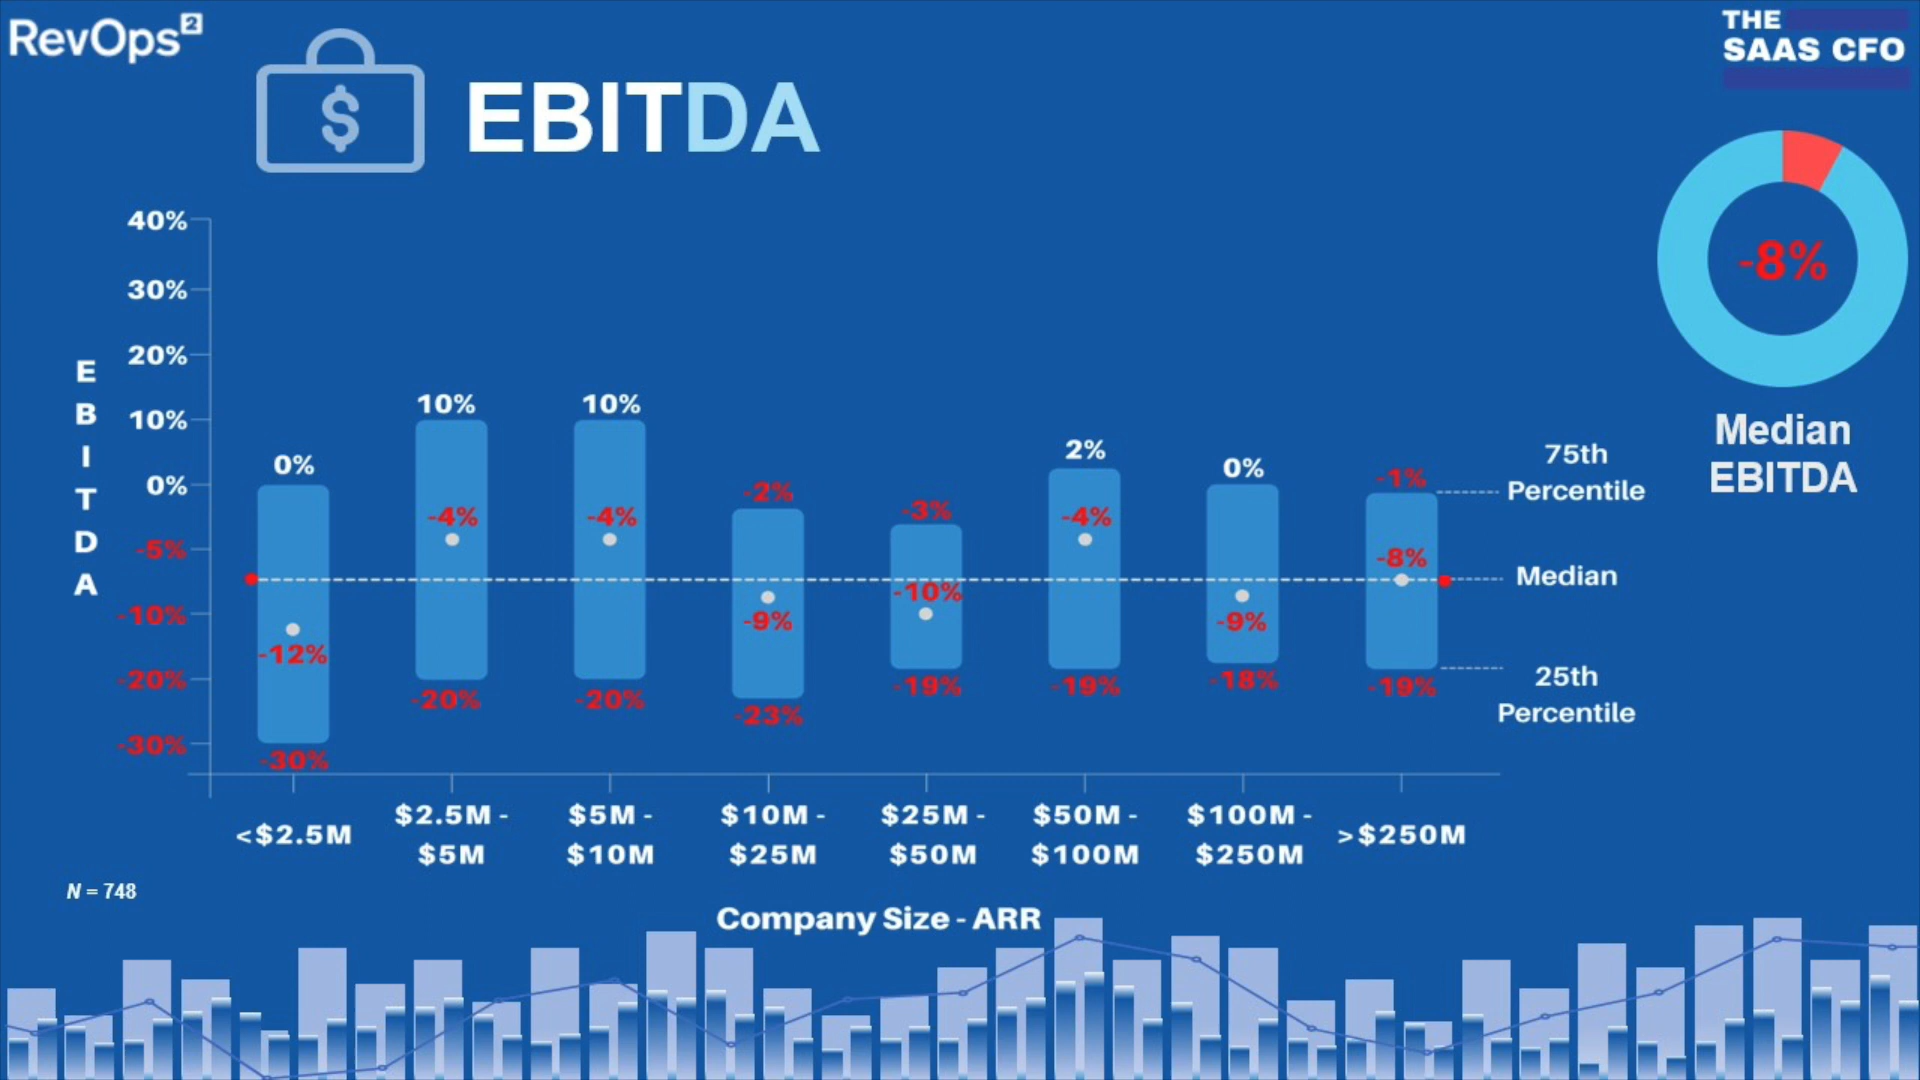 RevOps²
THE
SAAS CFO
$
EBITDA
-8%
Median
EBITDA
EBITDA
40%
30%
20%
10%
0%
-5%
-10%
-20%
-30%
0%
-12%
-30%
10%
-4%
-20%
10%
-4%
-20%
-2%
-9%
-23%
-3%
-10%
-19%
2%
-4%
-19%
0%
-9%
-18%
-1%
-8%
-19%
75th
Percentile
Median
25th
Percentile
<$2.5M
$2.5M -
$5M
$5M -
$10M
$10M -
$25M
$25M -
$50M
$50M -
$100M
$100M -
$250M
>$250M
N = 748
Company Size - ARR